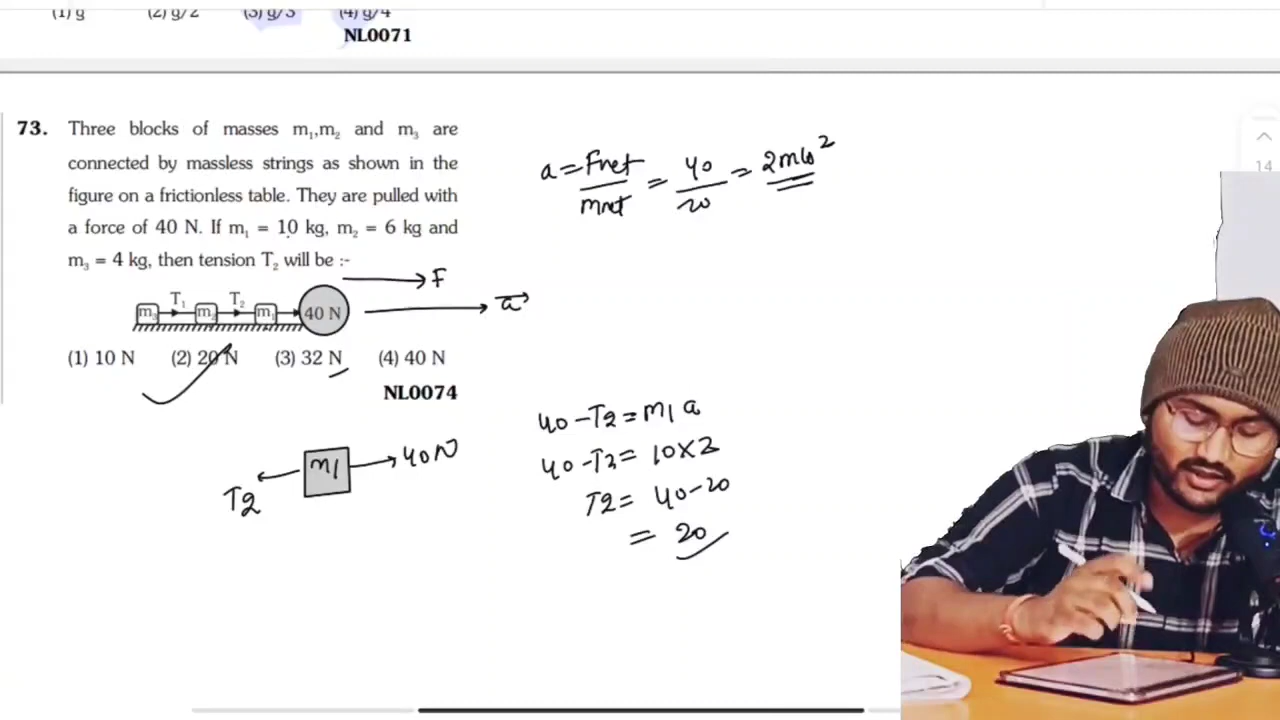 (1) g (2) g/2 (3) g/3 (4) g/4
NL0071
73. Three blocks of masses m₁,m₂ and m₃ are
connected by massless strings as shown in the
figure on a frictionless table. They are pulled with
a force of 40 N. If m₁ = 10 kg, m₂ = 6 kg and
m₃ = 4 kg, then tension T₂ will be :-
F
T₁ T₂
m₃ m₂ m₁ 40 N a
(1) 10 N (2) 20 N (3) 32 N (4) 40 N
NL0074
m1 40N
T2
a = Fnet / mnet = 40 / 20 = 2m/s²
40 - T2 = m1 a
40 - T2 = 10 x 2
T2 = 40 - 20
= 20
14